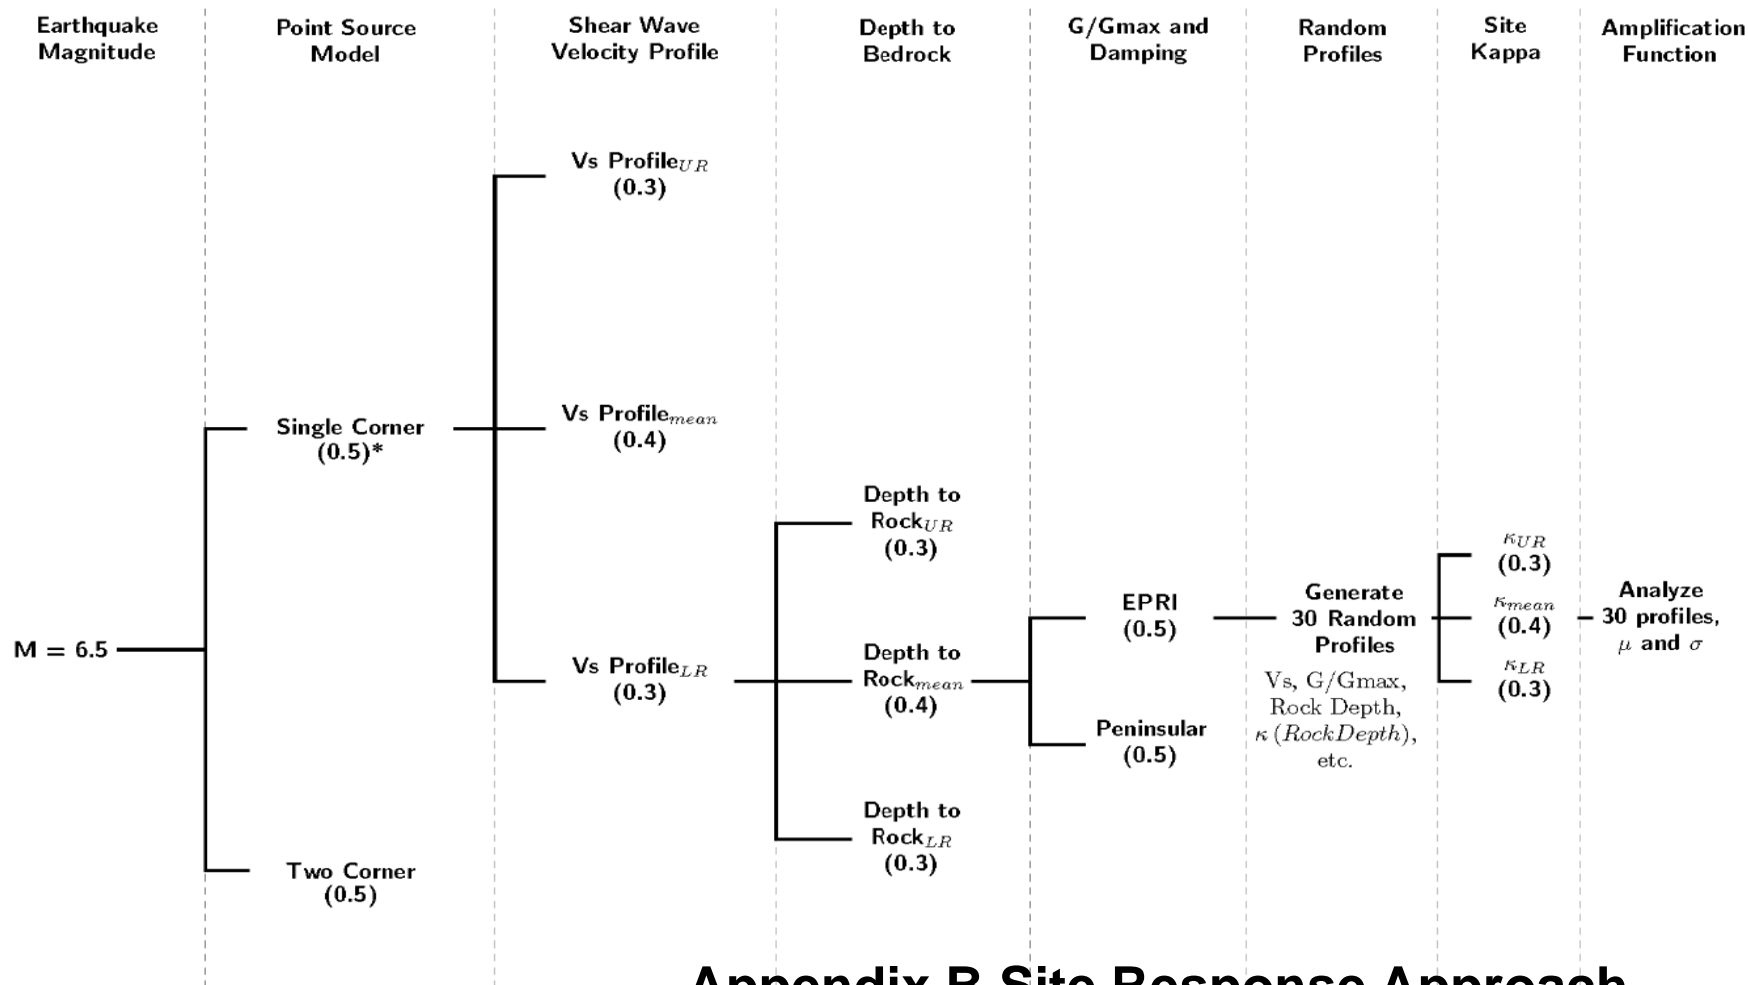 Earthquake
Magnitude
Point Source
Model
Shear Wave
Velocity Profile
Depth to
Bedrock
G/Gmax and
Damping
Random
Profiles
Site
Kappa
Amplification
Function
M = 6.5
Single Corner
(0.5)*
Two Corner
(0.5)
Vs Profile_UR
(0.3)
Vs Profile_mean
(0.4)
Vs Profile_LR
(0.3)
Depth to
Rock_UR
(0.3)
Depth to
Rock_mean
(0.4)
Depth to
Rock_LR
(0.3)
EPRI
(0.5)
Peninsular
(0.5)
Generate
30 Random
Profiles
Vs, G/Gmax,
Rock Depth,
κ (RockDepth),
etc.
κ_UR
(0.3)
κ_mean
(0.4)
κ_LR
(0.3)
Analyze
30 profiles,
μ and σ
Appendix B Site Response Approach